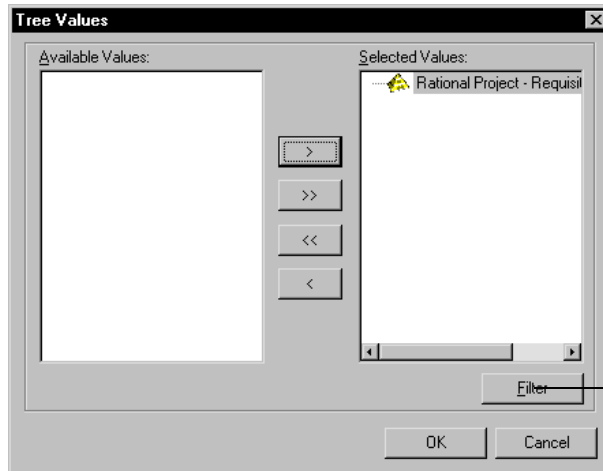 Tree Values
Available Values:
Selected Values:
Rational Project - Requisit
>
>>
<<
<
Filter
OK
Cancel